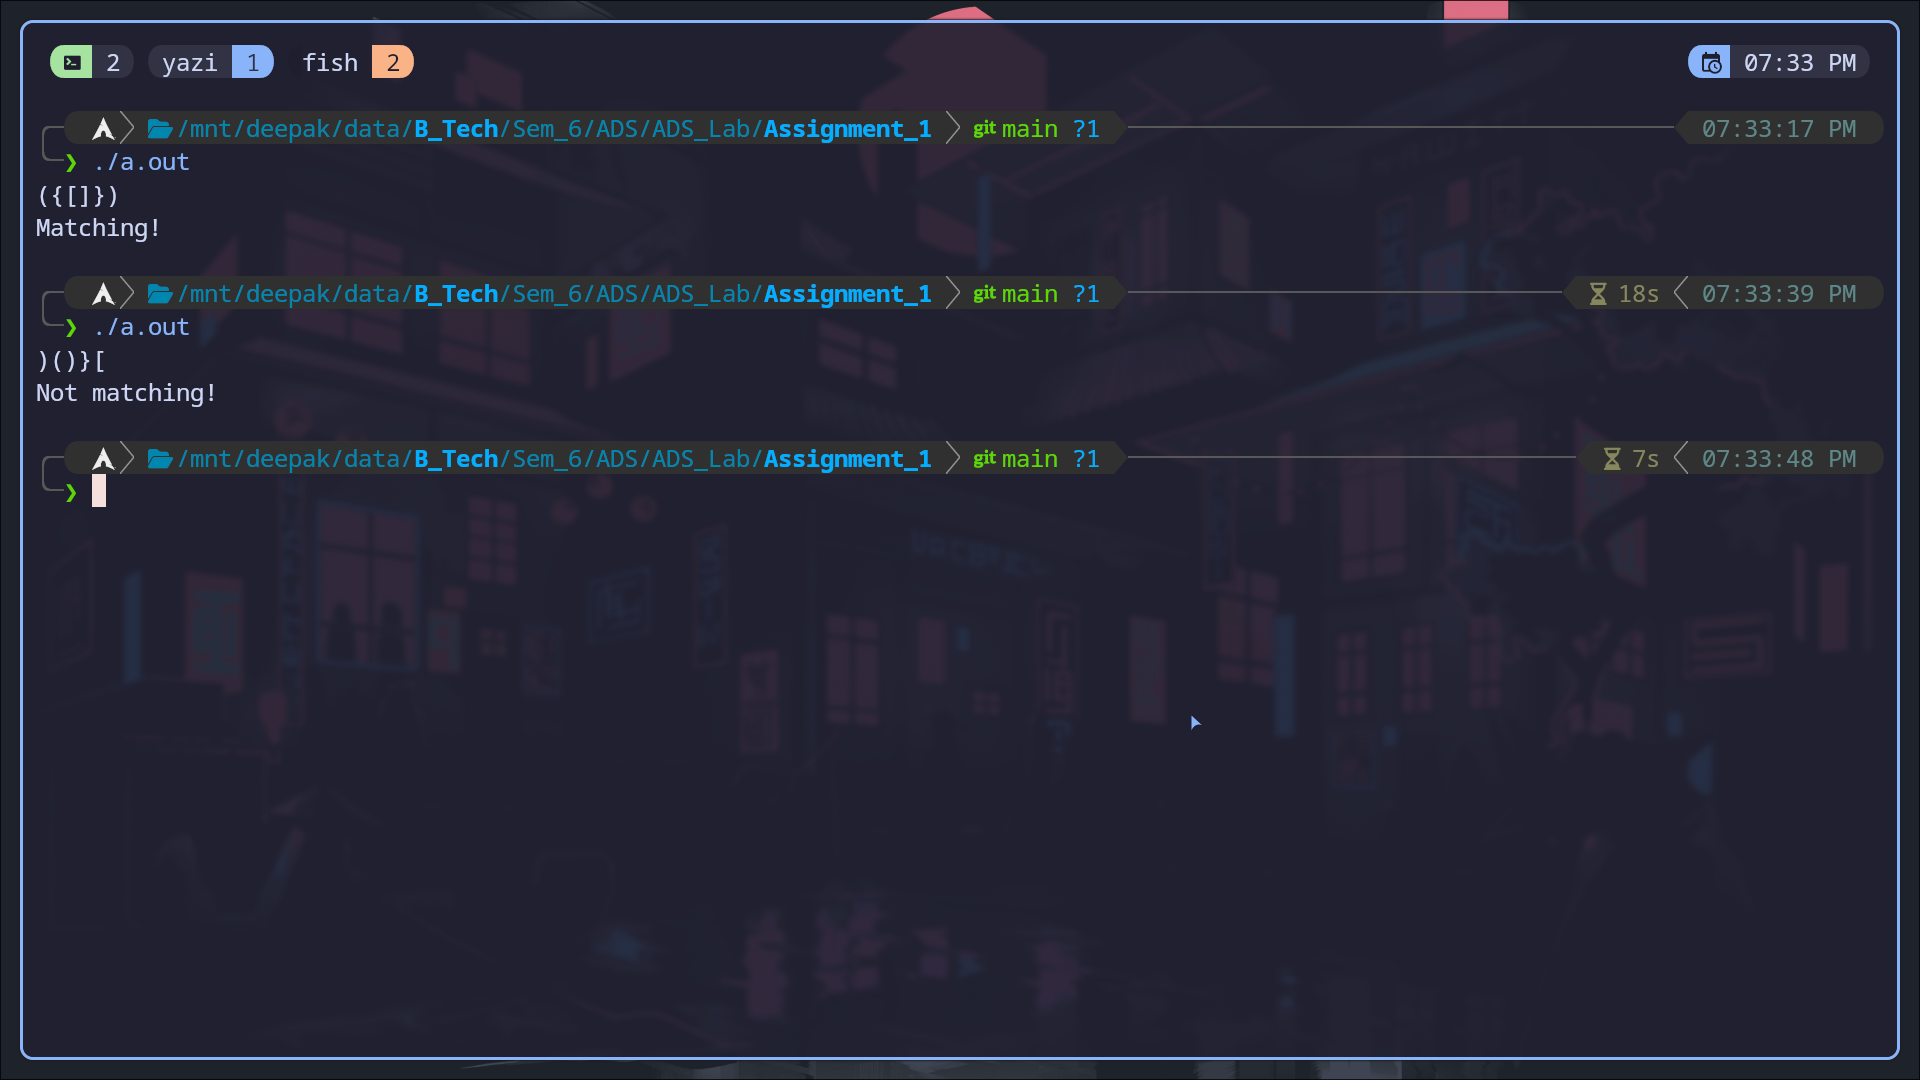 2 yazi 1 fish 2 07:33 PM
/mnt/deepak/data/B_Tech/Sem_6/ADS/ADS_Lab/Assignment_1 git main ?1 07:33:17 PM
❯ ./a.out
({[]})
Matching!
/mnt/deepak/data/B_Tech/Sem_6/ADS/ADS_Lab/Assignment_1 git main ?1 18s 07:33:39 PM
❯ ./a.out
)()}[
Not matching!
/mnt/deepak/data/B_Tech/Sem_6/ADS/ADS_Lab/Assignment_1 git main ?1 7s 07:33:48 PM
❯